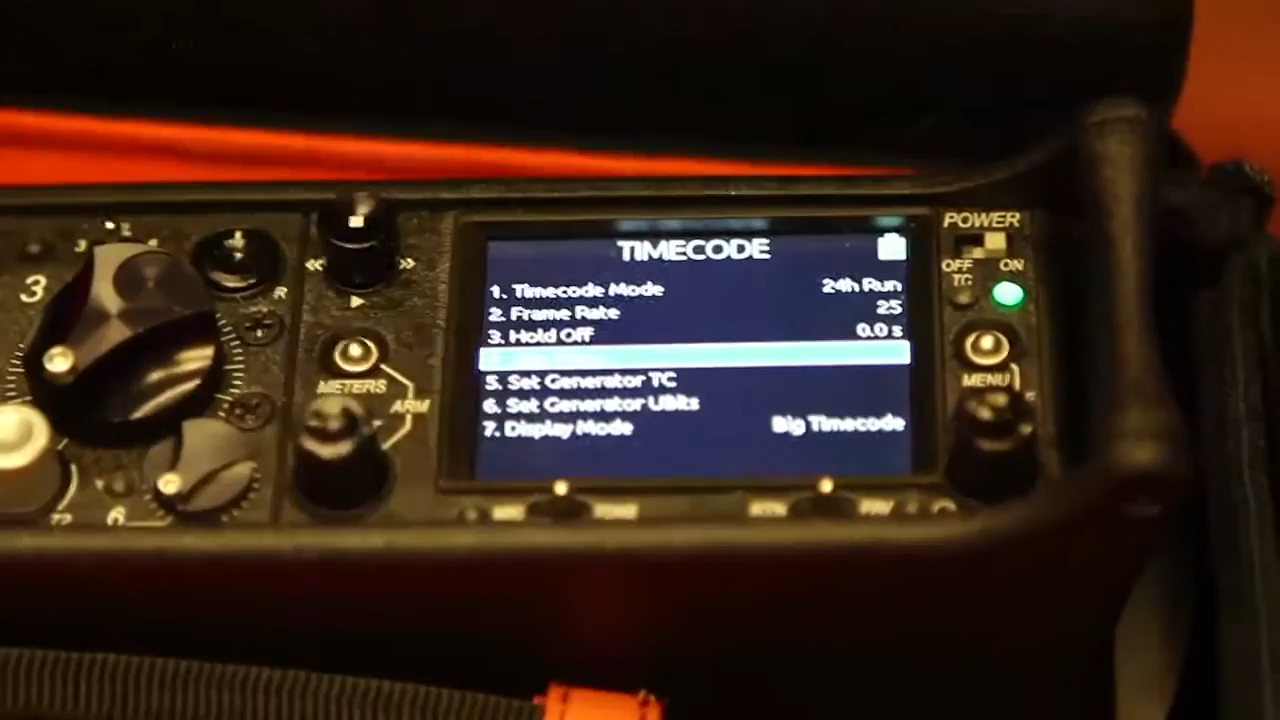 TIMECODE
1. Timecode Mode 24h Run
2. Frame Rate 25
3. Hold Off 0.0 s
5. Set Generator TC
6. Set Generator UBits
7. Display Mode Big Timecode
POWER
OFF ON
TC
MENU
METERS
ARM
3
R
6